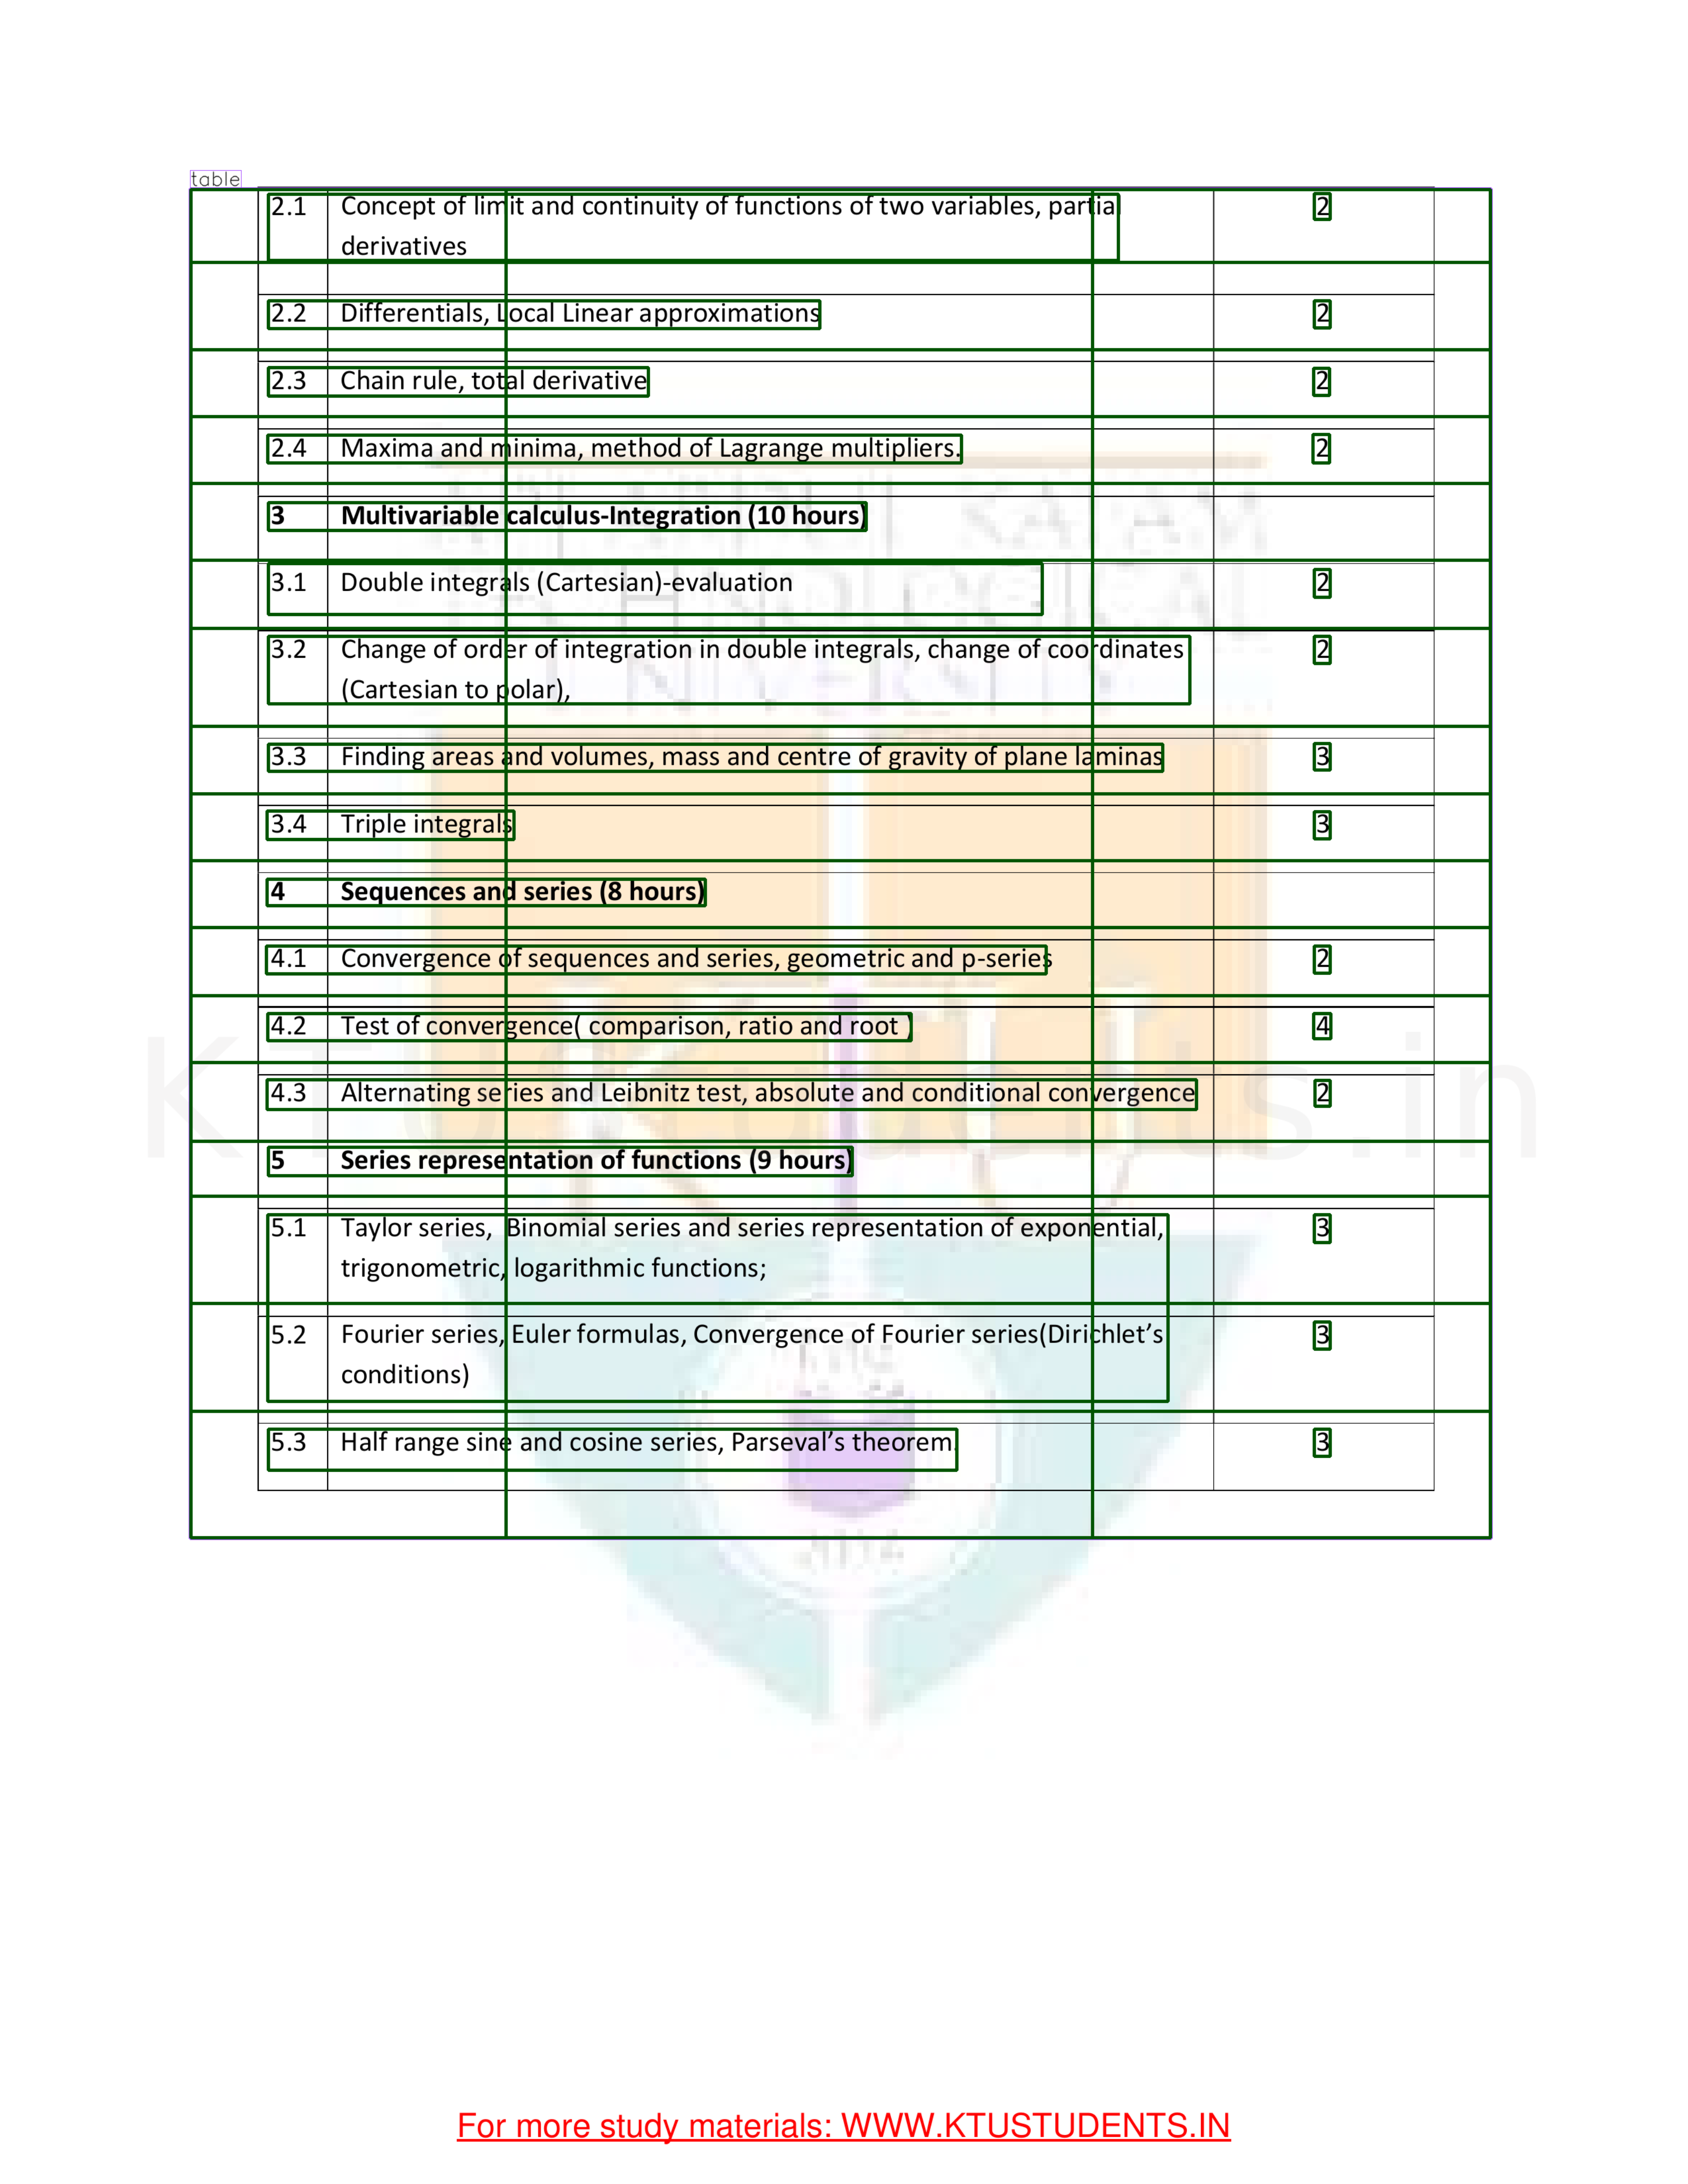 table
2.1 Concept of limit and continuity of functions of two variables, partial 2
derivatives
2.2 Differentials, Local Linear approximations 2
2.3 Chain rule, total derivative 2
2.4 Maxima and minima, method of Lagrange multipliers. 2
3 Multivariable calculus-Integration (10 hours)
3.1 Double integrals (Cartesian)-evaluation 2
3.2 Change of order of integration in double integrals, change of coordinates 2
(Cartesian to polar),
3.3 Finding areas and volumes, mass and centre of gravity of plane laminas 3
3.4 Triple integrals 3
4 Sequences and series (8 hours)
4.1 Convergence of sequences and series, geometric and p-series 2
4.2 Test of convergence( comparison, ratio and root ) 4
KTUStudents.in
4.3 Alternating series and Leibnitz test, absolute and conditional convergence 2
5 Series representation of functions (9 hours)
5.1 Taylor series, Binomial series and series representation of exponential, 3
trigonometric, logarithmic functions;
5.2 Fourier series, Euler formulas, Convergence of Fourier series(Dirichlet’s 3
conditions)
5.3 Half range sine and cosine series, Parseval’s theorem. 3
2014
For more study materials: WWW.KTUSTUDENTS.IN